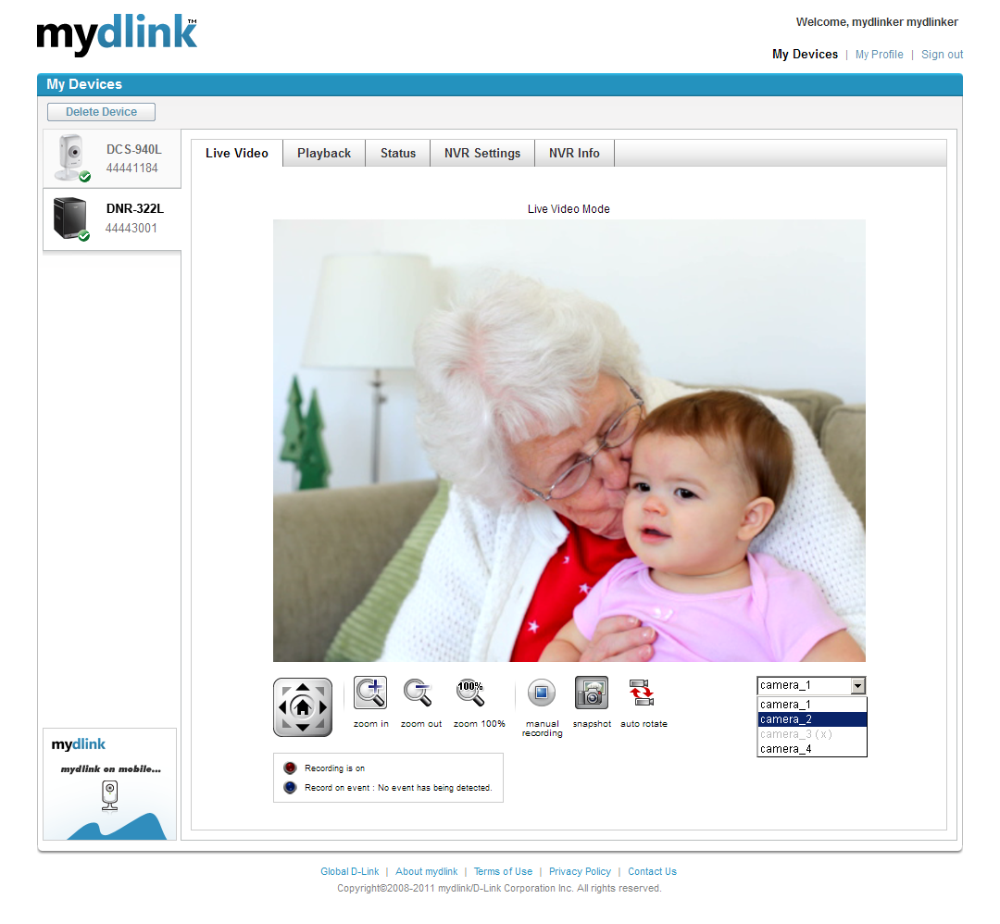 mydlink™
Welcome, mydlinker mydlinker
My Devices | My Profile | Sign out
My Devices
Delete Device
DCS-940L
44441184
DNR-322L
44443001
Live Video
Playback
Status
NVR Settings
NVR Info
Live Video Mode
zoom in
zoom out
100%
zoom 100%
manual
recording
snapshot
auto rotate
camera_1
camera_1
camera_2
camera_3 ( x )
camera_4
Recording is on
Record on event : No event has being detected.
mydlink
mydlink on mobile...
Global D-Link | About mydlink | Terms of Use | Privacy Policy | Contact Us
Copyright©2008-2011 mydlink/D-Link Corporation Inc. All rights reserved.